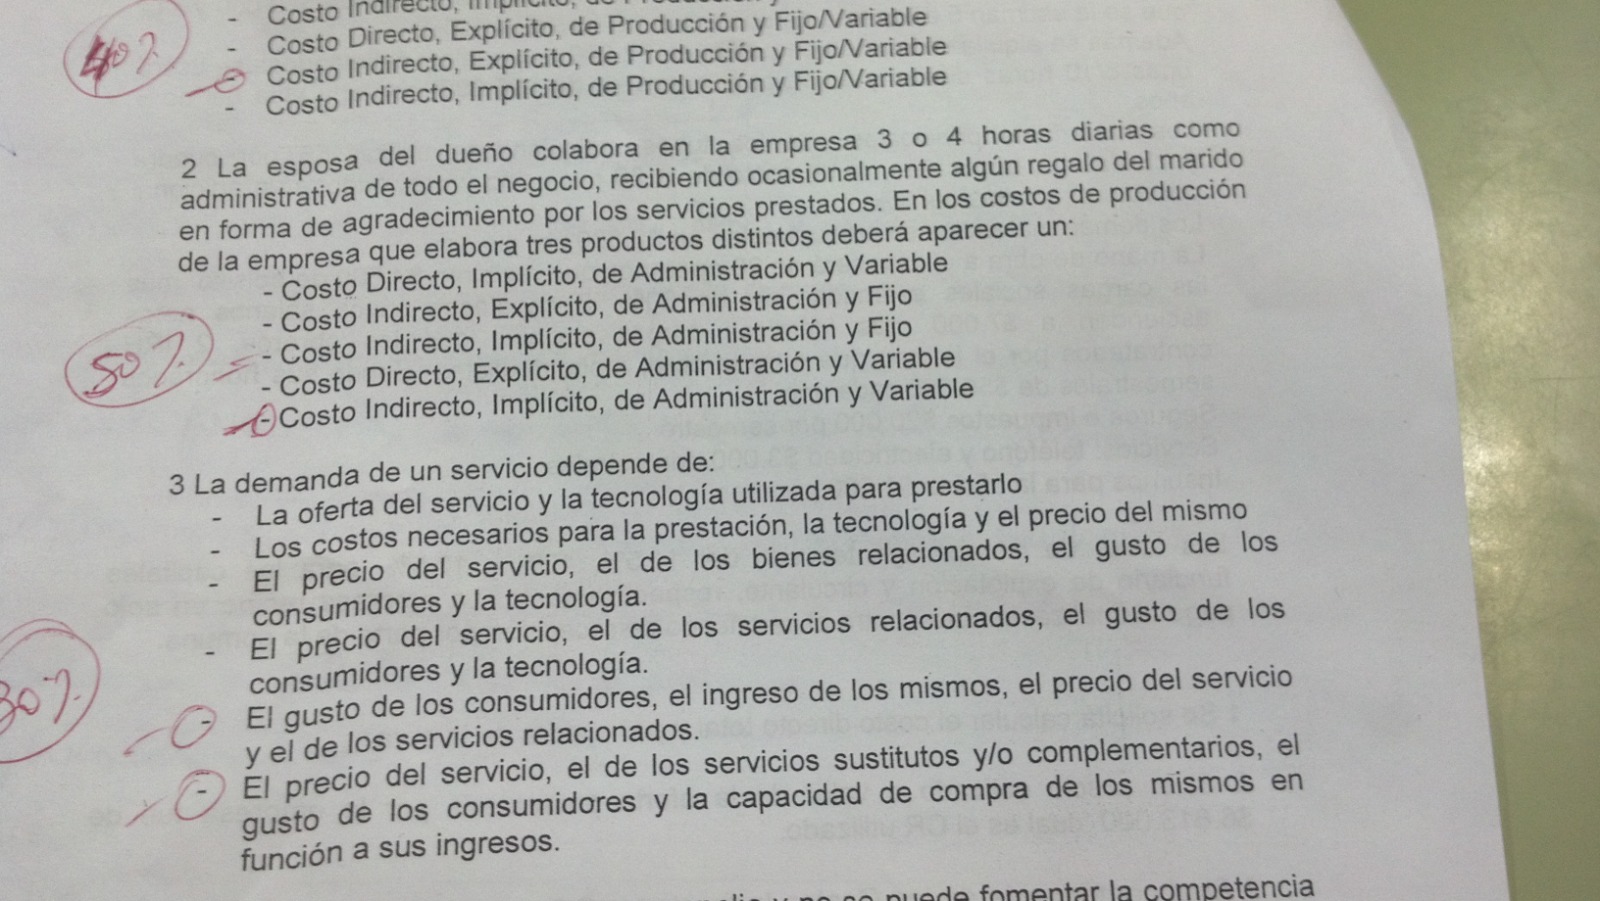 40%
- Costo Indirecto, Implícito, de
- Costo Directo, Explícito, de Producción y Fijo/Variable
- Costo Indirecto, Explícito, de Producción y Fijo/Variable
- Costo Indirecto, Implícito, de Producción y Fijo/Variable
2 La esposa del dueño colabora en la empresa 3 o 4 horas diarias como
administrativa de todo el negocio, recibiendo ocasionalmente algún regalo del marido
en forma de agradecimiento por los servicios prestados. En los costos de producción
de la empresa que elabora tres productos distintos deberá aparecer un:
- Costo Directo, Implícito, de Administración y Variable
- Costo Indirecto, Explícito, de Administración y Fijo
50%
- Costo Indirecto, Implícito, de Administración y Fijo
- Costo Directo, Explícito, de Administración y Variable
- Costo Indirecto, Implícito, de Administración y Variable
3 La demanda de un servicio depende de:
- La oferta del servicio y la tecnología utilizada para prestarlo
- Los costos necesarios para la prestación, la tecnología y el precio del mismo
- El precio del servicio, el de los bienes relacionados, el gusto de los
consumidores y la tecnología.
- El precio del servicio, el de los servicios relacionados, el gusto de los
consumidores y la tecnología.
30%
- El gusto de los consumidores, el ingreso de los mismos, el precio del servicio
y el de los servicios relacionados.
- El precio del servicio, el de los servicios sustitutos y/o complementarios, el
gusto de los consumidores y la capacidad de compra de los mismos en
función a sus ingresos.
y no se puede fomentar la competencia